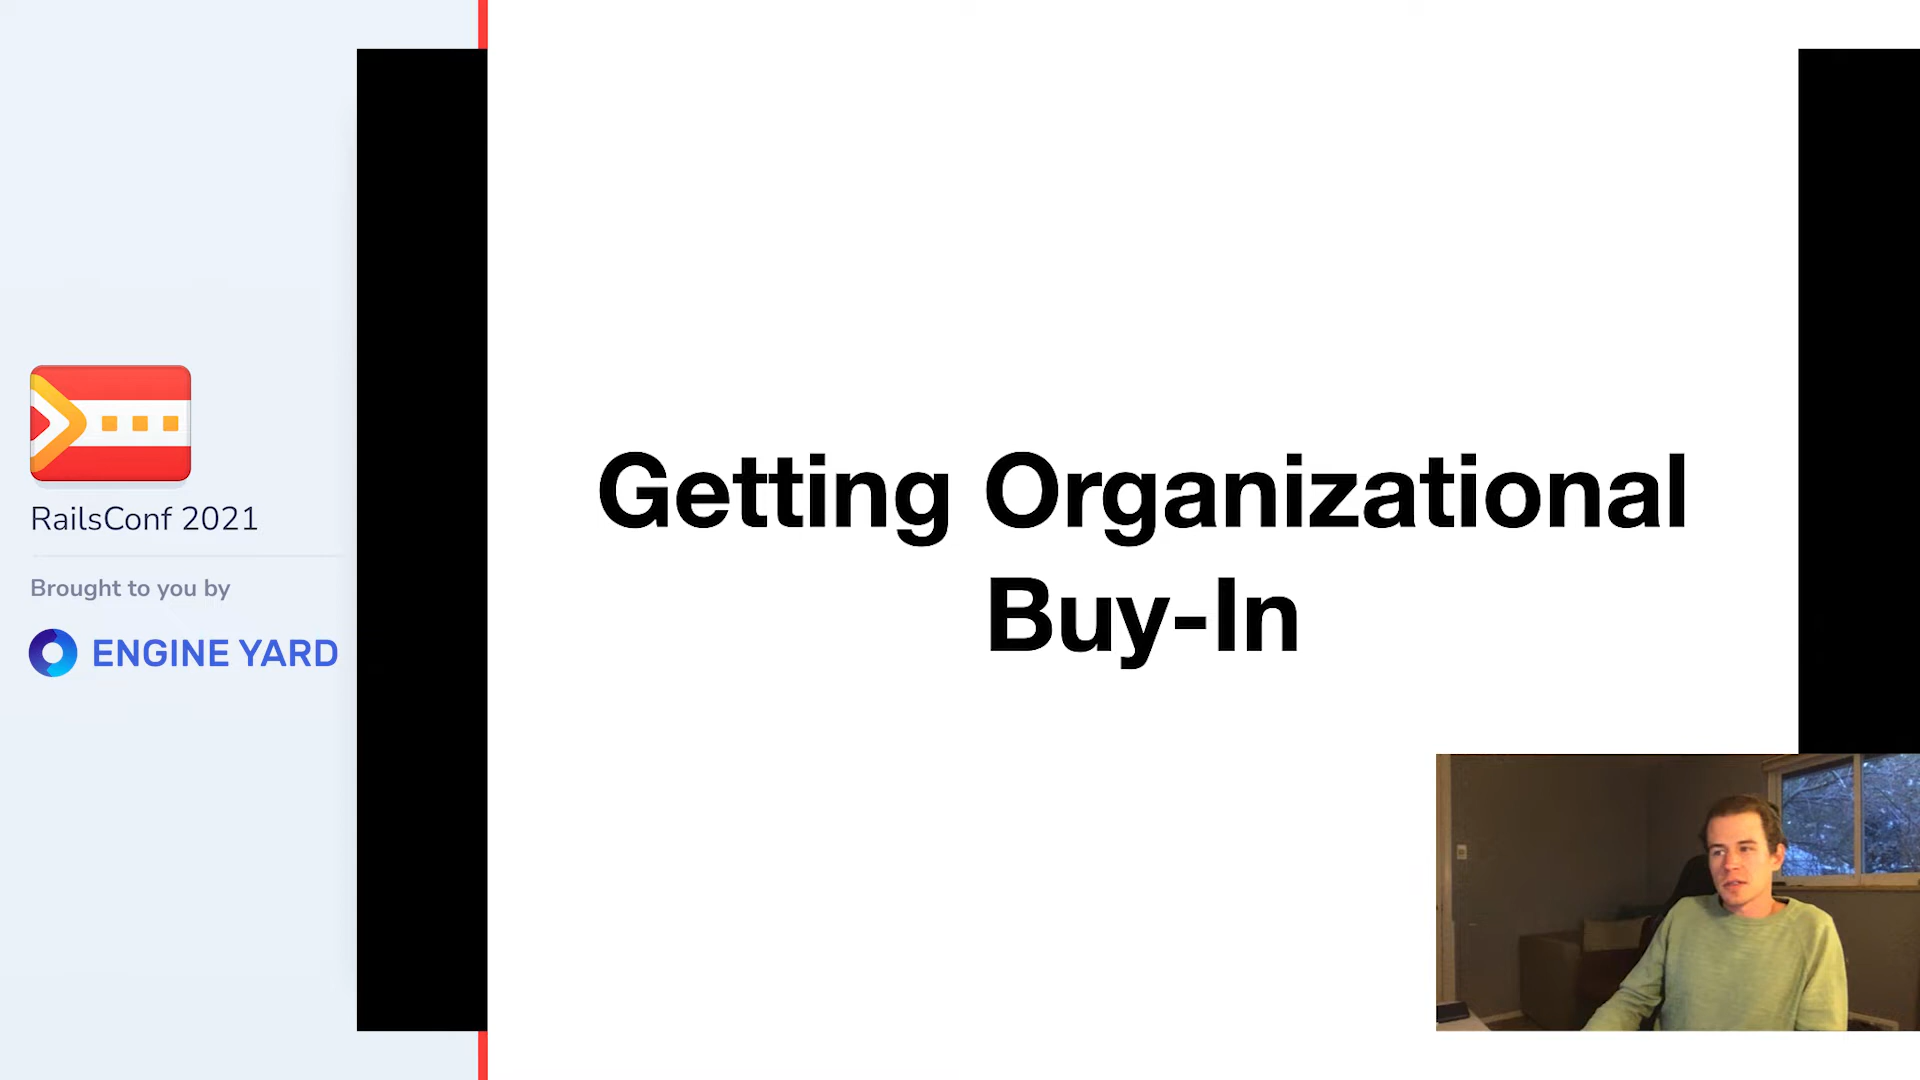 RailsConf 2021
Brought to you by
ENGINE YARD
Getting Organizational
Buy-In